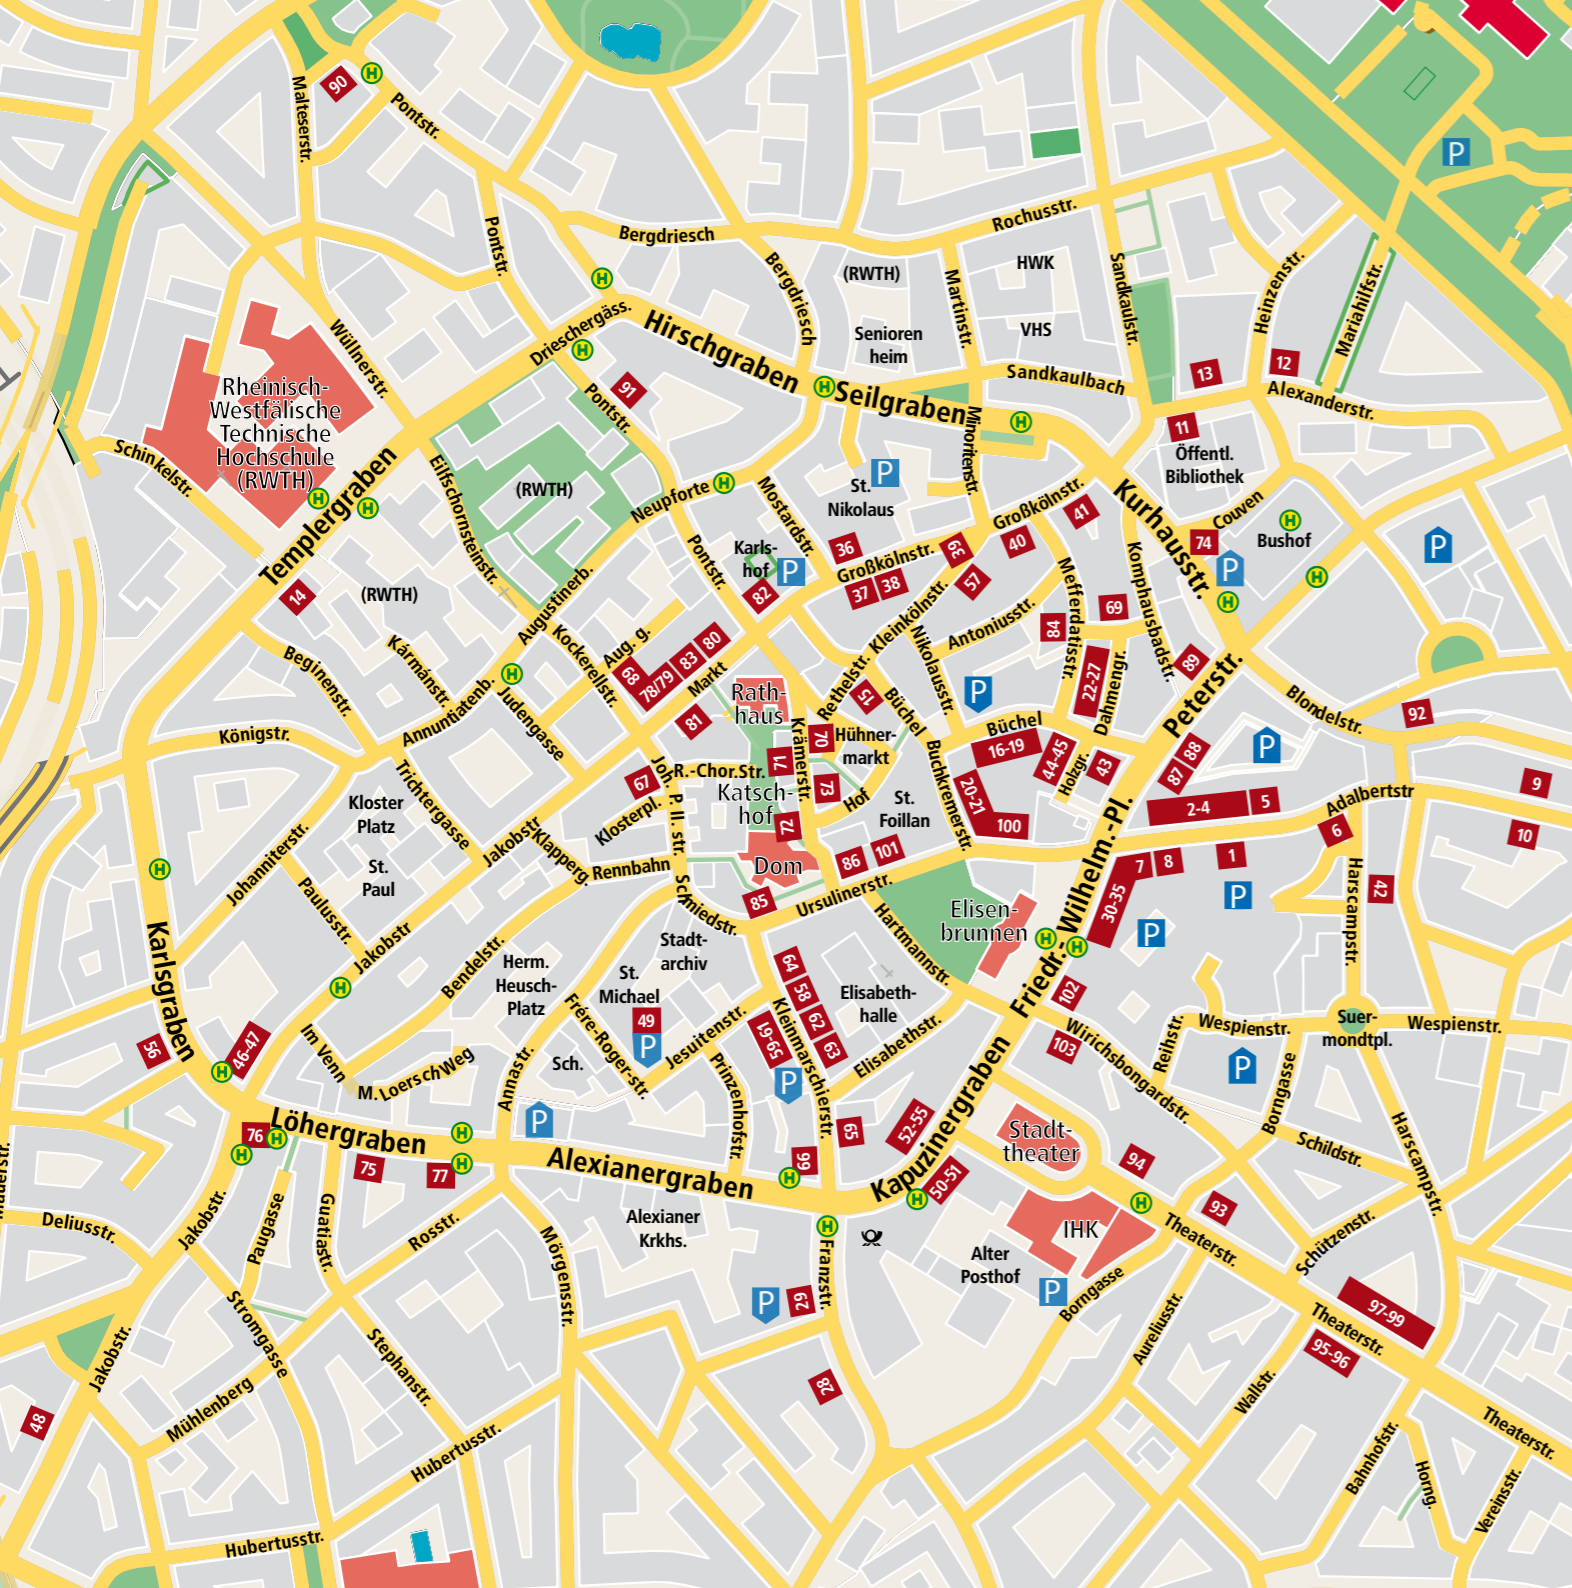 90
H
Malteserstr.
Pontstr.
P
Pontstr.
Bergdriesch
Rochusstr.
Bergdriesch
(RWTH)
HWK
Martinstr.
Sandkaulstr.
Heinzenstr.
Mariahilfstr.
H
Drieschergäss.
Hirschgraben
Senioren
heim
VHS
Wüllnerstr.
H
Rheinisch-
Westfälische
Technische
Hochschule
(RWTH)
91
Pontstr.
H
Seilgraben
Sandkaulbach
13
12
Alexanderstr.
H
11
Öffentl.
Bibliothek
Schinkelstr.
Templergraben
H
H
Eilfschornsteinstr.
(RWTH)
Neupforte
H
Mostardstr.
St.
Nikolaus
P
Minoritenstr.
Großkölnstr.
41
Kurhausstr.
Couven
H
Bushof
74
P
P
H
H
14
(RWTH)
Augustinerb.
Pontstr.
Karls-
hof
P
82
36
Großkölnstr.
37
38
39
40
57
Kleinkölnstr.
Antoniusstr.
Nikolausstr.
Mefferdatisstr.
Komphausbadstr.
69
84
89
Beginenstr.
Kármánstr.
Kockerellstr.
Aug. g.
68
78/79
83
80
Markt
81
Rath-
haus
Rethelstr.
15
Büchel
P
22-27
Dahmengr.
Peterstr.
Blondelstr.
92
H
Judengasse
Annuntiatenb.
Königstr.
Trichtergasse
Krämerstr.
70
Hühner-
markt
Büchel
16-19
44-45
Holzgr.
43
87
88
P
9
Joh. P. II. str.
R.-Chor.Str.
71
67
Klosterpl.
Katsch-
hof
73
Hof
St.
Foillan
Buchkremerstr.
20-21
100
2-4
5
Adalbertstr
6
10
Kloster
Platz
St.
Paul
Johanniterstr.
Jakobstr
Klapperg.
Rennbahn
72
Dom
86
101
Ursulinerstr.
Friedr.-Wilhelm.-Pl.
7
8
1
P
42
Harscampstr.
H
Paulusstr.
Schmiedstr.
85
Hartmannstr.
Elisen-
brunnen
30-35
H
H
P
Karlsgraben
Jakobstr
H
Bendelstr.
Herm.
Heusch-
Platz
Stadt-
archiv
St.
Michael
49
P
64
58
62
63
Elisabeth-
halle
102
Frére-Roger-str.
Jesuitenstr.
59-61
Kleinmarschierstr.
P
Elisabethstr.
103
Wirichsbongardstr.
Reihstr.
Wespienstr.
Suer-
mondtpl.
Wespienstr.
P
56
46-47
H
Im Venn
M.LoerschWeg
Annastr.
Sch.
P
Prinzenhofstr.
65
52-55
Kapuzinergraben
Stadt-
theater
Borngasse
Schildstr.
Harscampstr.
Löhergraben
76
H
H
H
H
75
77
Alexianergraben
66
H
50-51
H
94
H
93
Deliusstr.
Jakobstr.
Paugasse
Guatiastr.
Rosstr.
Mörgensstr.
Alexianer
Krkhs.
H
Franzstr.
IHK
Alter
Posthof
P
Borngasse
Theaterstr.
Schützenstr.
P
29
Stromgasse
Jakobstr.
Stephanstr.
Aureliusstr.
97-99
Theaterstr.
95-96
28
48
Mühlenberg
Wallstr.
Hubertusstr.
Bahnhofstr.
Theaterstr.
Horng.
Vereinsstr.
Hubertusstr.